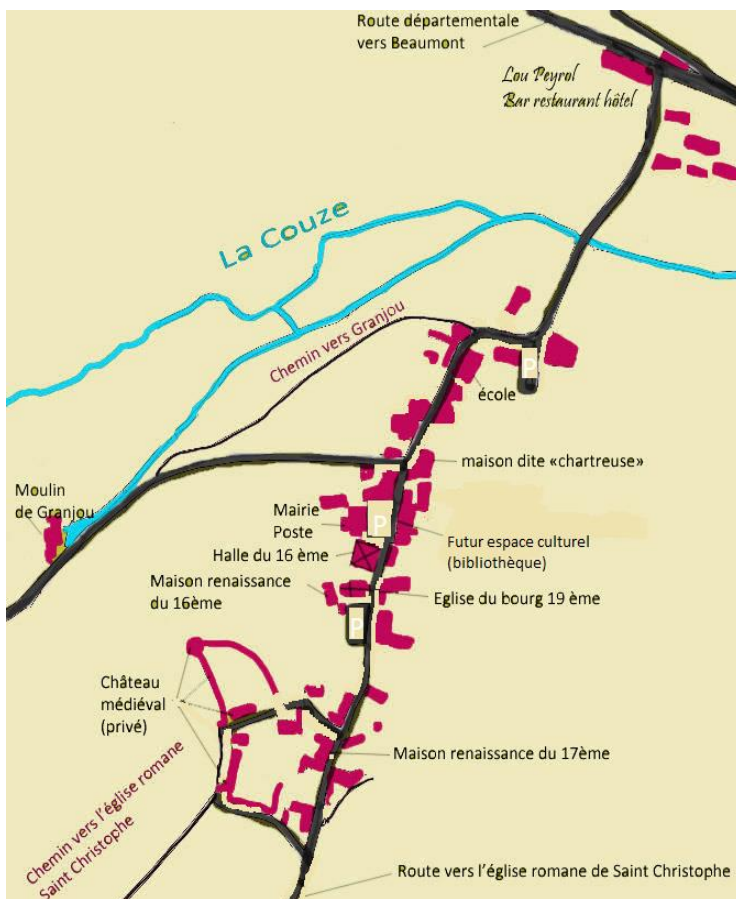 Route départementale
vers Beaumont
Lou Peyrol
Bar restaurant hôtel
La Couze
Chemin vers Granjou
P
école
maison dite «chartreuse»
Moulin
de Granjou
Mairie
Poste
P
Futur espace culturel
(bibliothèque)
Halle du 16 ème
Maison renaissance
du 16ème
Eglise du bourg 19 ème
P
Château
médiéval
(privé)
Maison renaissance du 17ème
Chemin vers l'église romane
Saint Christophe
Route vers l'église romane de Saint Christophe